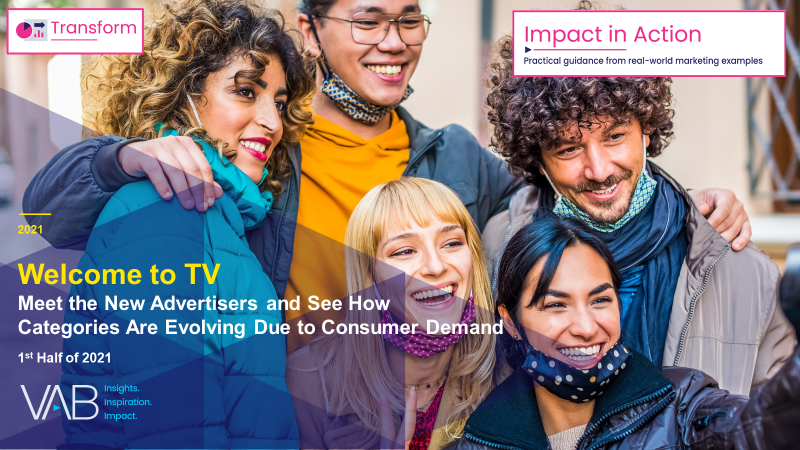 Transform
Impact in Action
Practical guidance from real-world marketing examples
2021
Welcome to TV
Meet the New Advertisers and See How
Categories Are Evolving Due to Consumer Demand
1st Half of 2021
VAB
Insights.
Inspiration.
Impact.